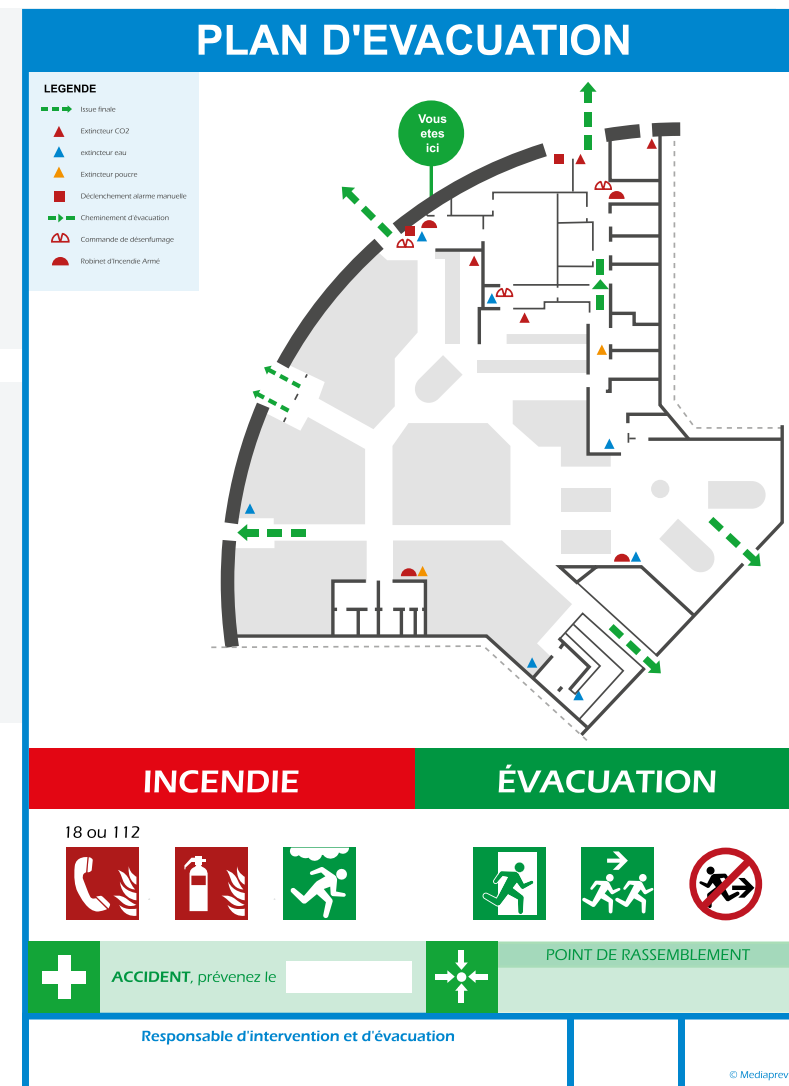 PLAN D'EVACUATION
LEGENDE
Issue finale
Extincteur CO2
extincteur eau
Extincteur poucre
Déclenchement alarme manuelle
Cheminement d'évacuation
Commande de désenfumage
Robinet d'Incendie Armé
Vous
etes
ici
INCENDIE
ÉVACUATION
18 ou 112
ACCIDENT, prévenez le
POINT DE RASSEMBLEMENT
Responsable d'intervention et d'évacuation
© Mediaprev